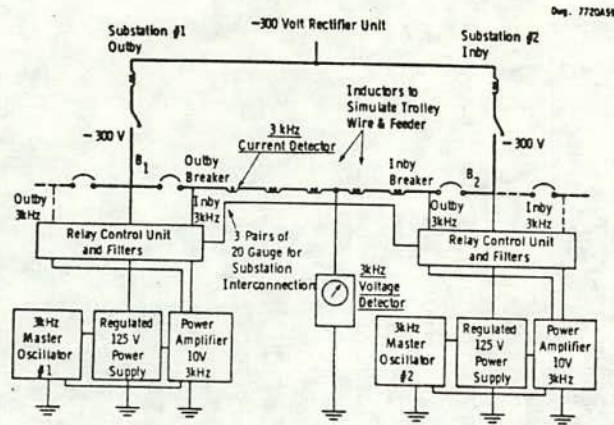 Dwg. 7720A56
-300 Volt Rectifier Unit
Substation #1
Outby
Substation #2
Inby
Inductors to
Simulate Trolley
Wire & Feeder
3 kHz
Current Detector
-300 V
-300 V
B1
Outby
Breaker
Inby
Breaker
B2
Outby
3kHz
Inby
3kHz
Outby
3kHz
Inby
3kHz
Relay Control Unit
and Filters
3 Pairs of
20 Gauge for
Substation
Interconnection
3kHz
Voltage
Detector
Relay Control Unit
and Filters
3kHz
Master
Oscillator
#1
Regulated
125 V
Power
Supply
Power
Amplifier
10V
3kHz
3kHz
Master
Oscillator
#2
Regulated
125 V
Power
Supply
Power
Amplifier
10V
3kHz